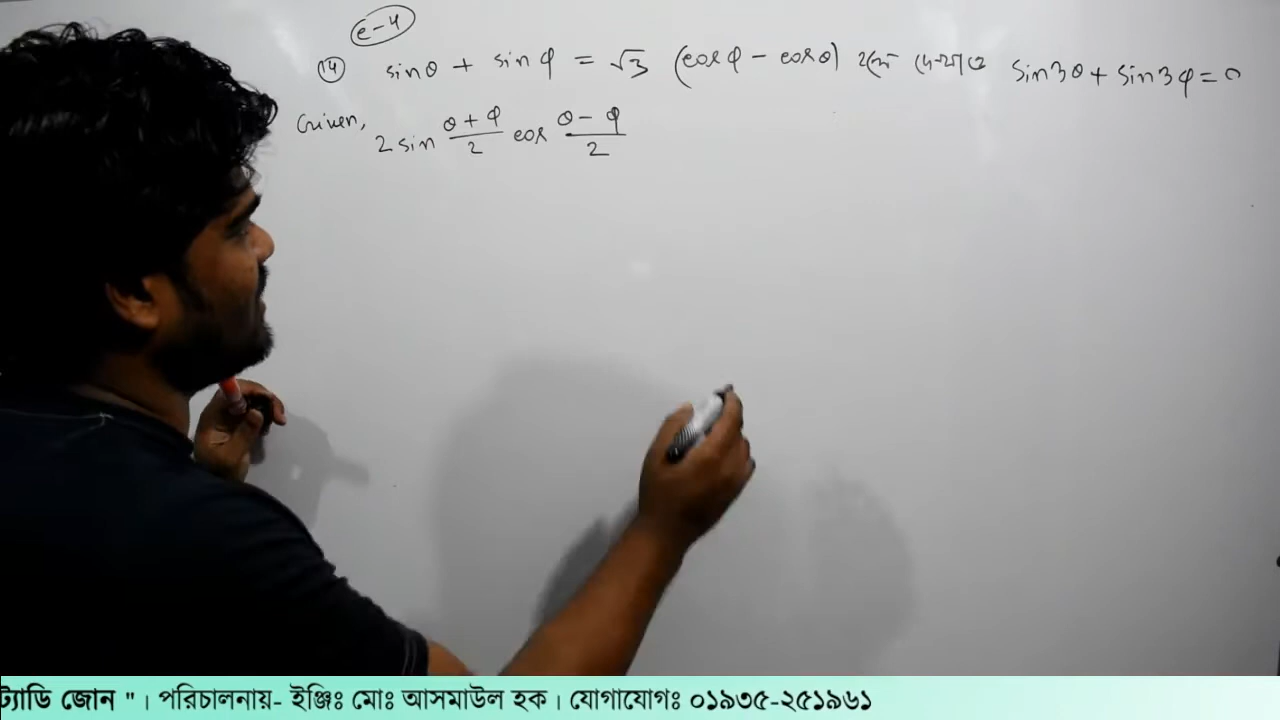 e-4
14 sinθ + sin φ = √3 (cosφ - cosθ) হলে দেখাও sin3θ + sin3φ = 0
Given, 2 sin θ + φ / 2 cos θ - φ / 2
ট্যাডি জোন " । পরিচালনায়- ইঞ্জিঃ মোঃ আসমাউল হক । যোগাযোগঃ ০১৯৩৫-২৫১৯৬১